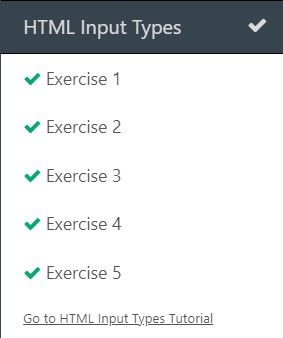 HTML Input Types
Exercise 1
Exercise 2
Exercise 3
Exercise 4
Exercise 5
Go to HTML Input Types Tutorial